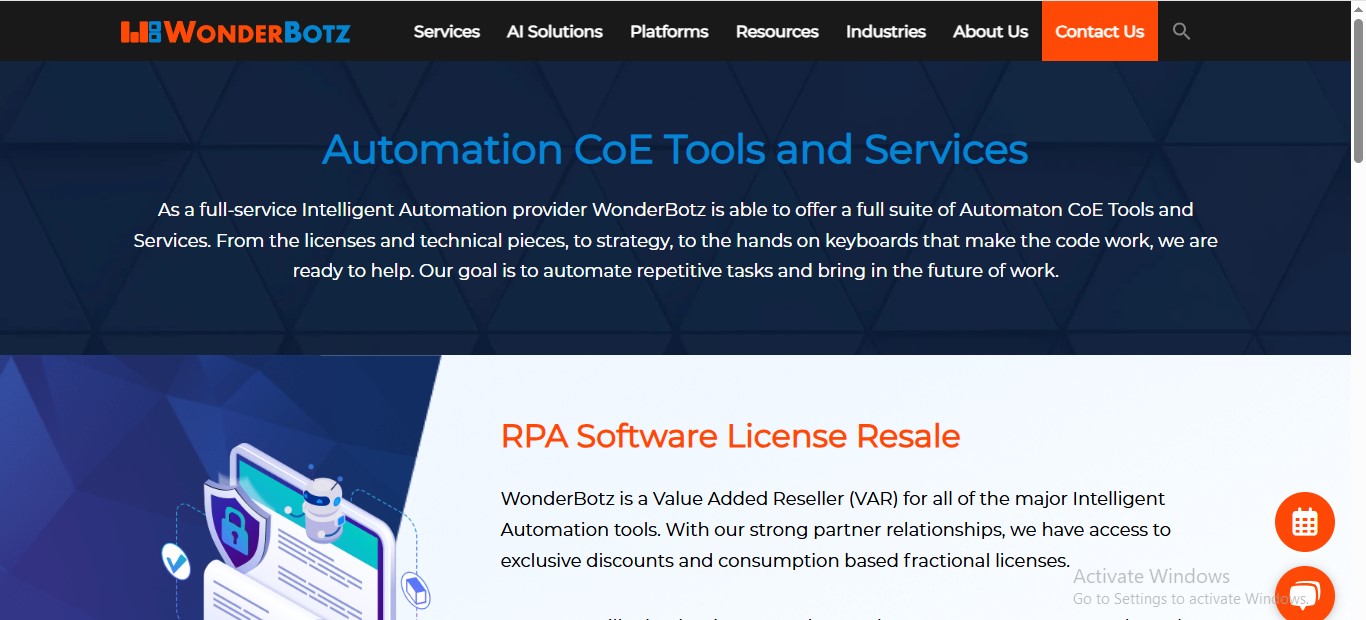 WonderBotz
Services
AI Solutions
Platforms
Resources
Industries
About Us
Contact Us
Automation CoE Tools and Services
As a full-service Intelligent Automation provider WonderBotz is able to offer a full suite of Automaton CoE Tools and
Services. From the licenses and technical pieces, to strategy, to the hands on keyboards that make the code work, we are
ready to help. Our goal is to automate repetitive tasks and bring in the future of work.
RPA Software License Resale
WonderBotz is a Value Added Reseller (VAR) for all of the major Intelligent
Automation tools. With our strong partner relationships, we have access to
exclusive discounts and consumption based fractional licenses.
Activate Windows
Go to Settings to activate Windows.